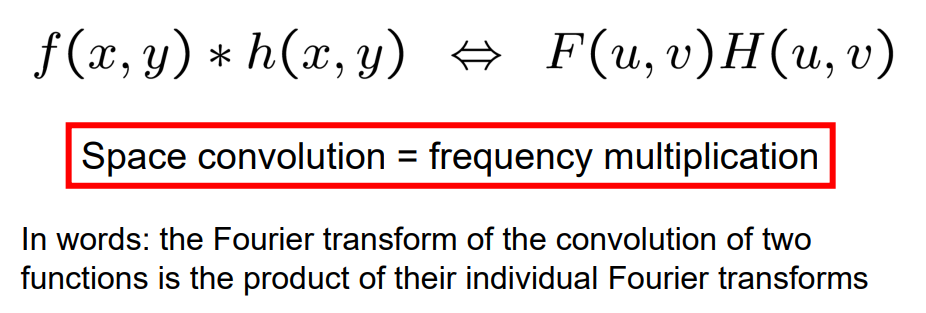 f(x, y) ∗ h(x, y) ⇔ F(u, v)H(u, v)
Space convolution = frequency multiplication
In words: the Fourier transform of the convolution of two
functions is the product of their individual Fourier transforms